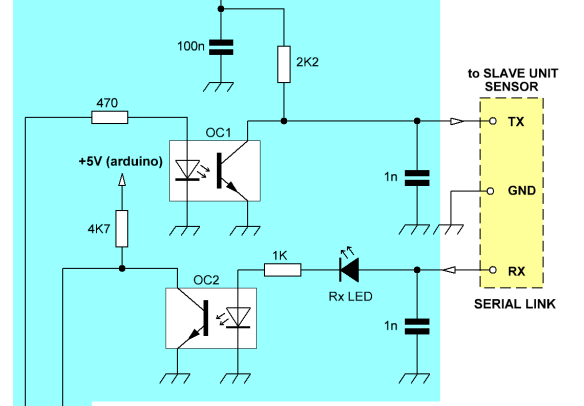 100n
2K2
to SLAVE UNIT
SENSOR
470
OC1
TX
+5V (arduino)
1n
GND
4K7
1K
RX
OC2
Rx LED
SERIAL LINK
1n